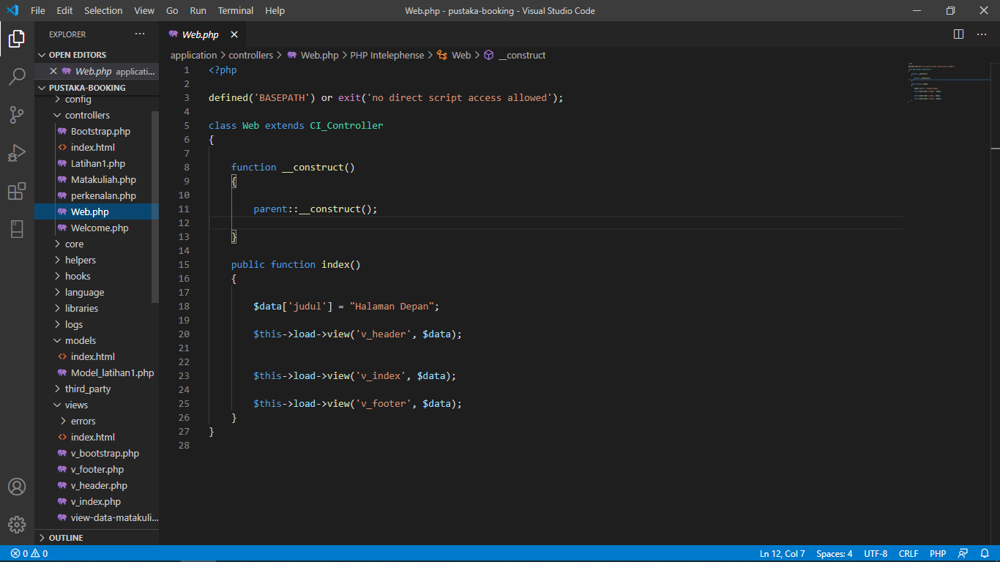 File Edit Selection View Go Run Terminal Help
Web.php - pustaka-booking - Visual Studio Code
EXPLORER
OPEN EDITORS
Web.php applicati...
PUSTAKA-BOOKING
config
controllers
Bootstrap.php
index.html
Latihan1.php
Matakuliah.php
perkenalan.php
Web.php
Welcome.php
core
helpers
hooks
language
libraries
logs
models
index.html
Model_latihan1.php
third_party
views
errors
index.html
v_bootstrap.php
v_footer.php
v_header.php
v_index.php
view-data-matakuli...
OUTLINE
Web.php
application > controllers > Web.php > PHP Intelephense > Web > __construct
1 <?php
2
3 defined('BASEPATH') or exit('no direct script access allowed');
4
5 class Web extends CI_Controller
6 {
7
8 function __construct()
9 {
10
11 parent::__construct();
12
13 }
14
15 public function index()
16 {
17
18 $data['judul'] = "Halaman Depan";
19
20 $this->load->view('v_header', $data);
21
22
23 $this->load->view('v_index', $data);
24
25 $this->load->view('v_footer', $data);
26 }
27 }
28
0 0
Ln 12, Col 7 Spaces: 4 UTF-8 CRLF PHP